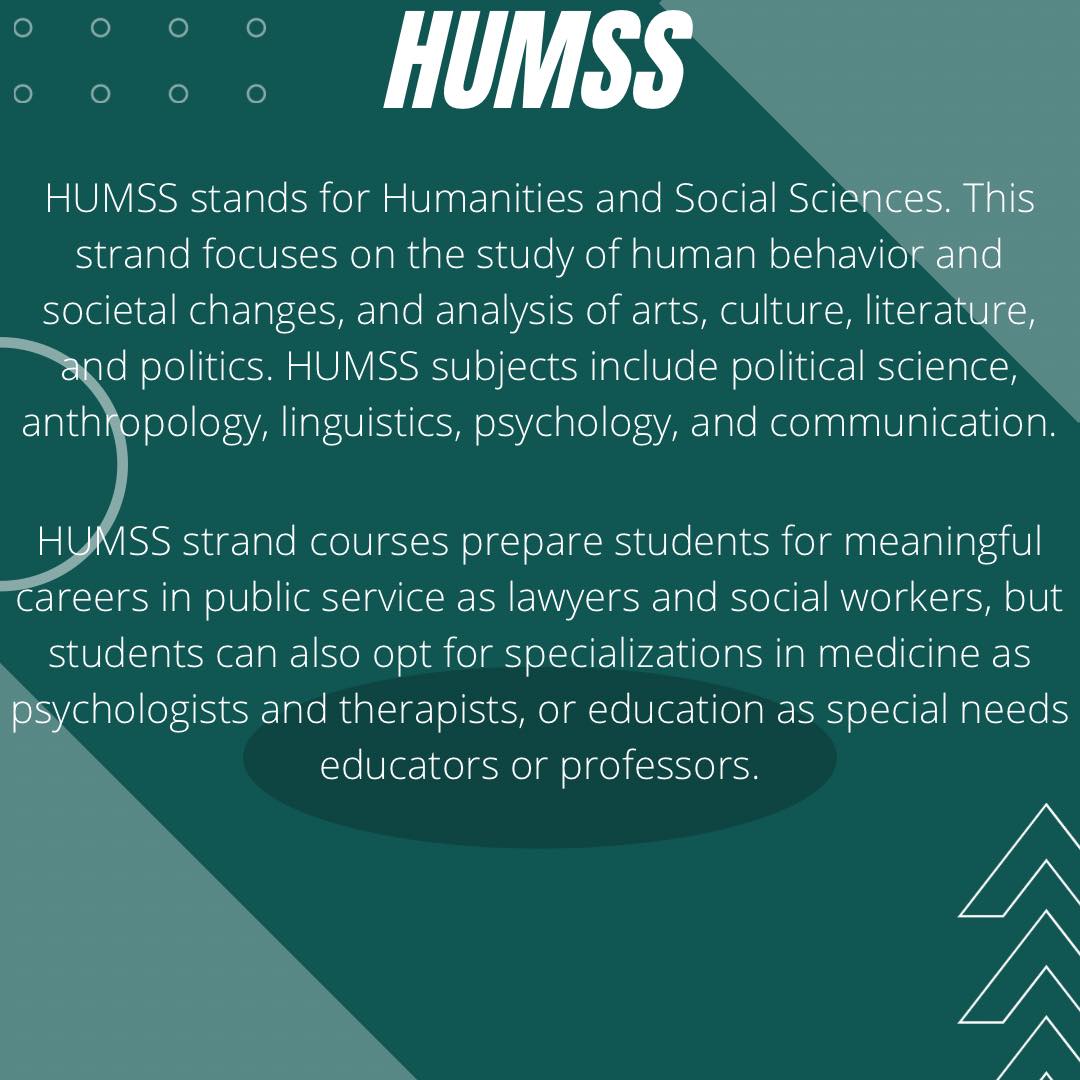 HUMSS
HUMSS stands for Humanities and Social Sciences. This
strand focuses on the study of human behavior and
societal changes, and analysis of arts, culture, literature,
and politics. HUMSS subjects include political science,
anthropology, linguistics, psychology, and communication.
HUMSS strand courses prepare students for meaningful
careers in public service as lawyers and social workers, but
students can also opt for specializations in medicine as
psychologists and therapists, or education as special needs
educators or professors.